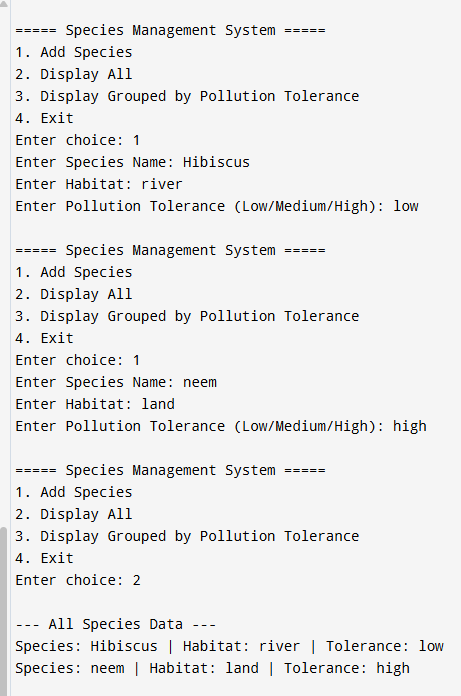 ===== Species Management System =====
1. Add Species
2. Display All
3. Display Grouped by Pollution Tolerance
4. Exit
Enter choice: 1
Enter Species Name: Hibiscus
Enter Habitat: river
Enter Pollution Tolerance (Low/Medium/High): low

===== Species Management System =====
1. Add Species
2. Display All
3. Display Grouped by Pollution Tolerance
4. Exit
Enter choice: 1
Enter Species Name: neem
Enter Habitat: land
Enter Pollution Tolerance (Low/Medium/High): high

===== Species Management System =====
1. Add Species
2. Display All
3. Display Grouped by Pollution Tolerance
4. Exit
Enter choice: 2

--- All Species Data ---
Species: Hibiscus | Habitat: river | Tolerance: low
Species: neem | Habitat: land | Tolerance: high